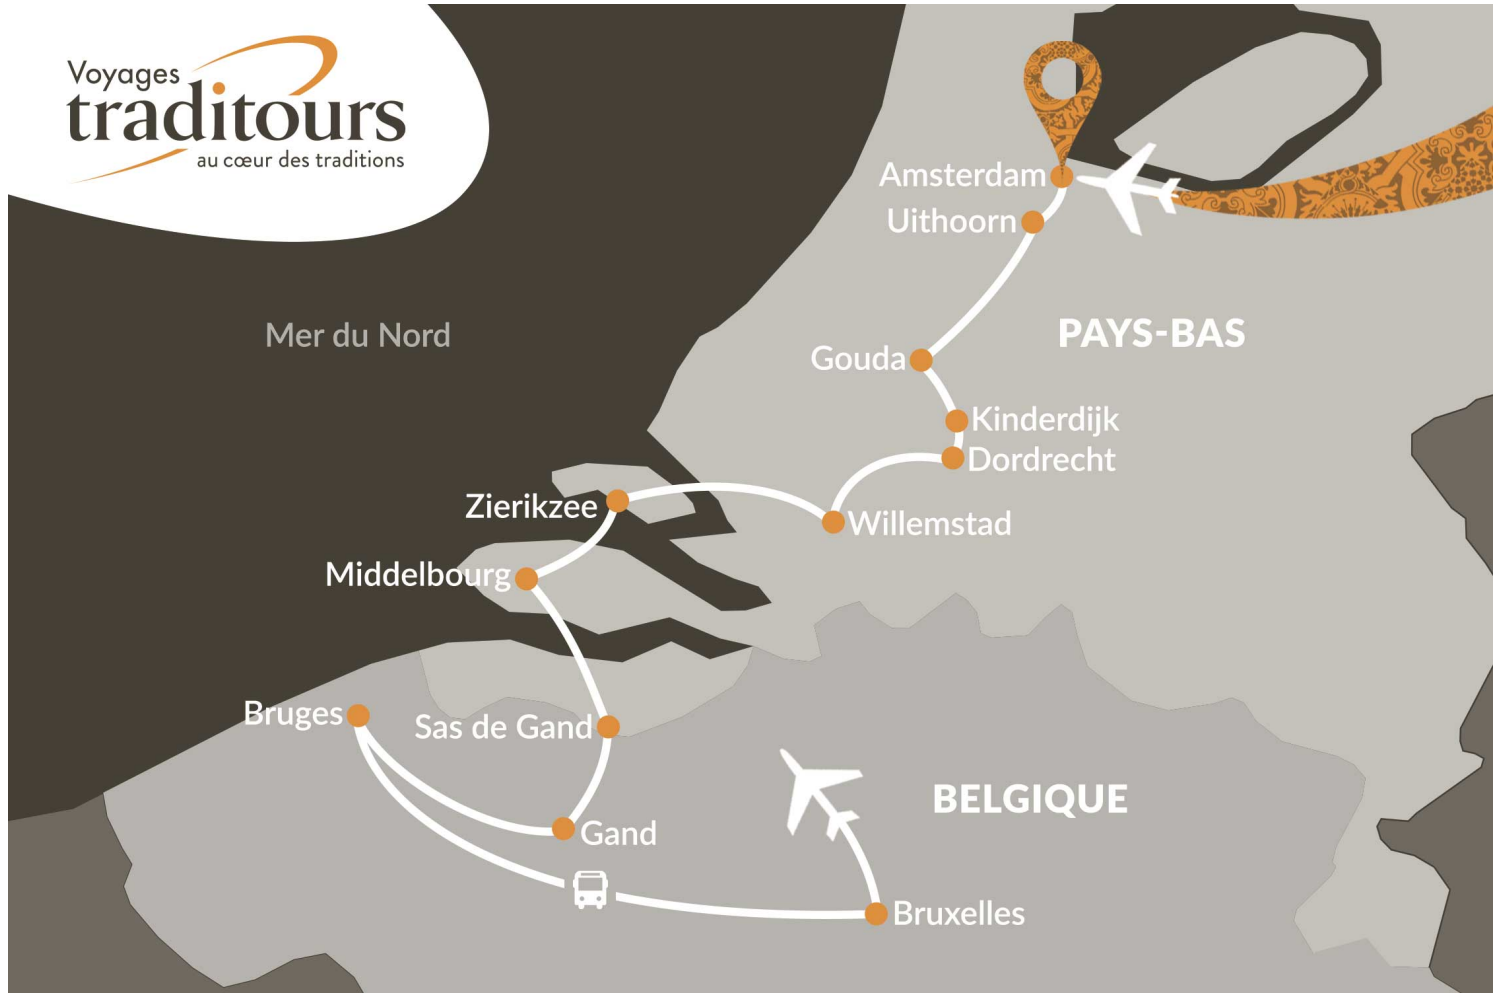 Voyages
traditours
au cœur des traditions
Amsterdam
Uithoorn
Mer du Nord
PAYS-BAS
Gouda
Kinderdijk
Dordrecht
Zierikzee
Willemstad
Middelbourg
Bruges
Sas de Gand
BELGIQUE
Gand
Bruxelles